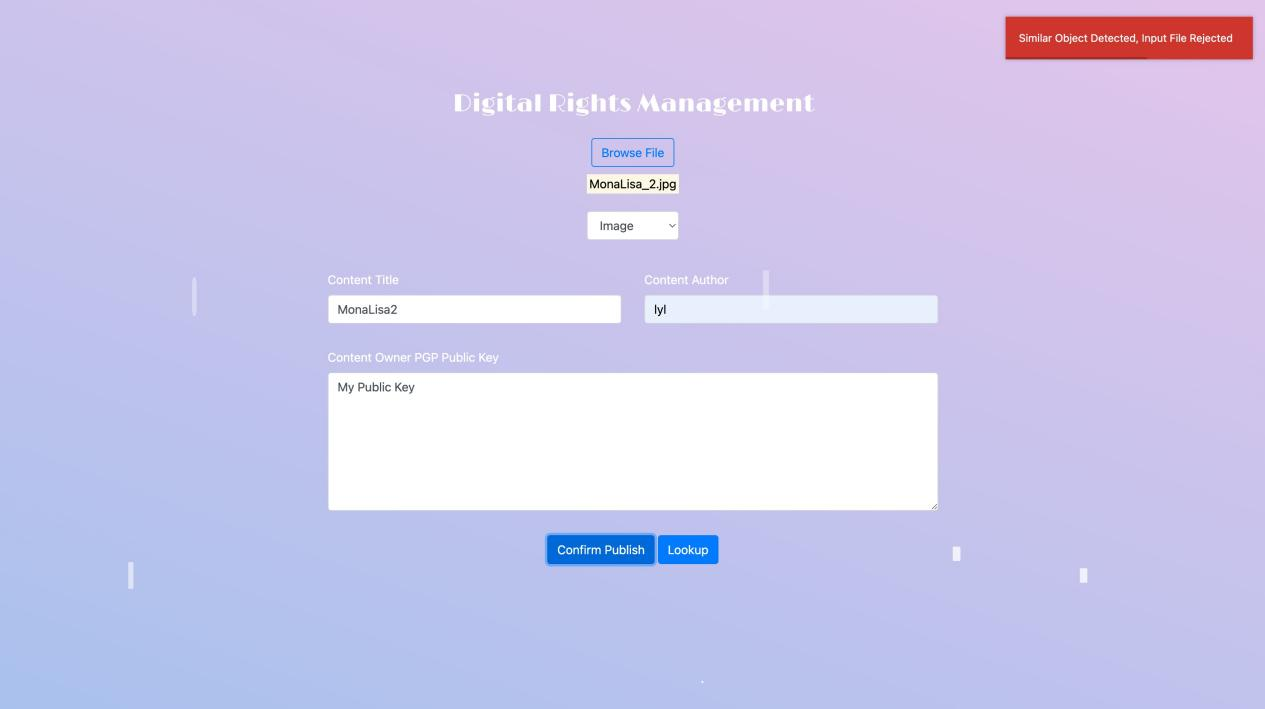 Similar Object Detected, Input File Rejected
Digital Rights Management
Browse File
MonaLisa_2.jpg
Image
Content Title
Content Author
MonaLisa2
lyl
Content Owner PGP Public Key
My Public Key
Confirm Publish
Lookup